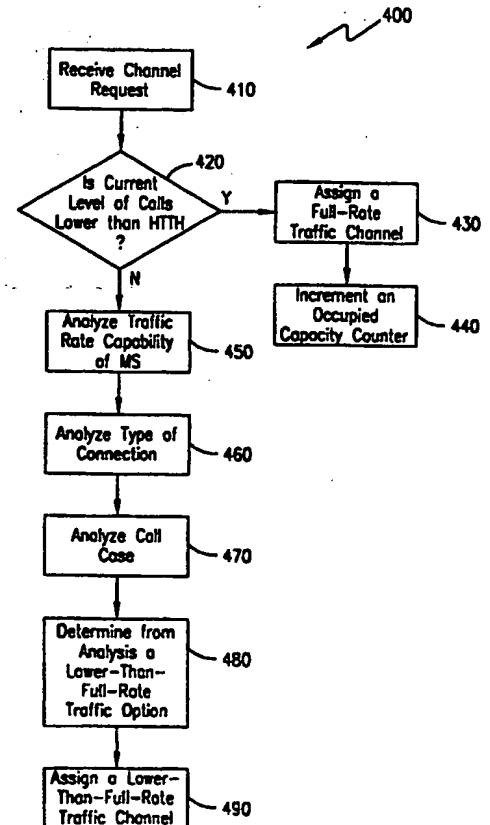 400
Receive Channel
Request
410
420
Is Current
Level of Calls
Lower than HTTH
?
Y
N
Assign a
Full-Rate
Traffic Channel
430
Increment an
Occupied
Capacity Counter
440
Analyze Traffic
Rate Capability
of MS
450
Analyze Type of
Connection
460
Analyze Call
Case
470
Determine from
Analysis a
Lower-Than-
Full-Rate
Traffic Option
480
Assign a Lower-
Than-Full-Rate
Traffic Channel
490